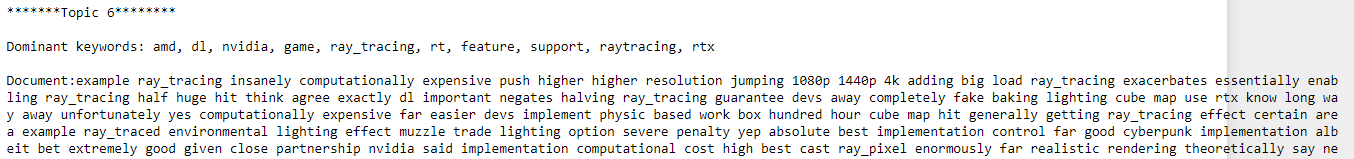 *******Topic 6********
Dominant keywords: amd, dl, nvidia, game, ray_tracing, rt, feature, support, raytracing, rtx
Document:example ray_tracing insanely computationally expensive push higher higher resolution jumping 1080p 1440p 4k adding big load ray_tracing exacerbates essentially enab
ling ray_tracing half huge hit think agree exactly dl important negates halving ray_tracing guarantee devs away completely fake baking lighting cube map use rtx know long wa
y away unfortunately yes computationally expensive far easier devs implement physic based work box hundred hour cube map hit generally getting ray_tracing effect certain are
a example ray_traced environmental lighting effect muzzle trade lighting option severe penalty yep absolute best implementation control far good cyberpunk implementation alb
eit bet extremely good given close partnership nvidia said implementation computational cost high best cast ray_pixel enormously far realistic rendering theoretically say ne